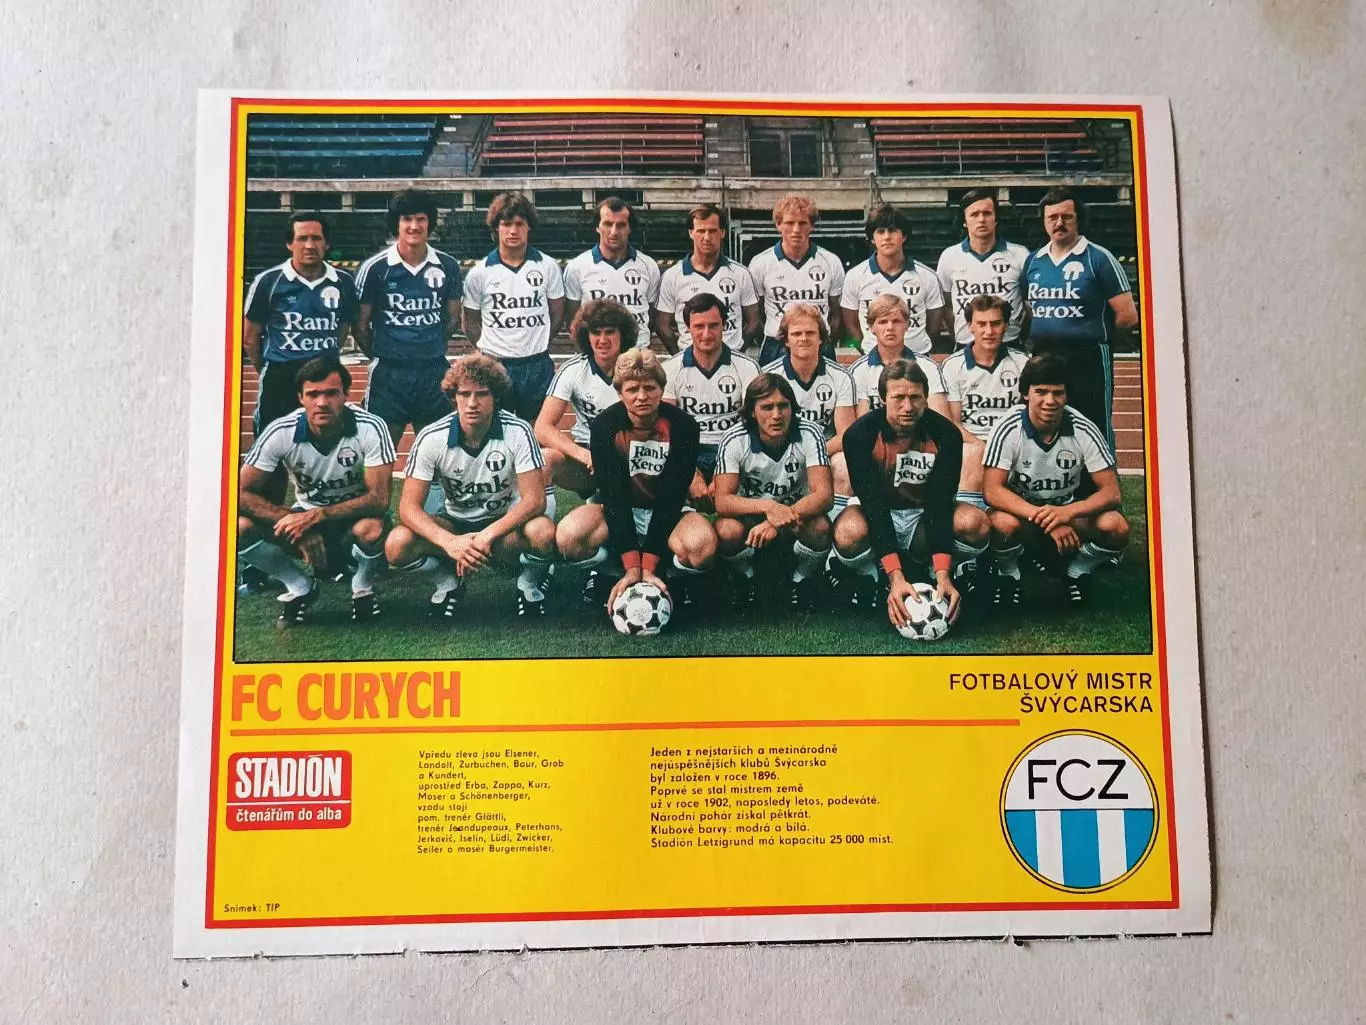 Rank
Xerox
Rank
Xerox
Rank
Xerox
Rank
Xerox
Rank
Xerox
Rank
Xerox
Rank
Rank
Xerox
Rank
Xerox
Rank
Xerox
FC CURYCH
FOTBALOVÝ MISTR
ŠVÝCARSKA
STADIÓN
čtenářům do alba
Vpředu zleva jsou Elsener,
Landolt, Zurbuchen, Baur, Grob
a Kundert,
uprostřed Erba, Zappa, Kurz,
Moser a Schönenberger,
vzadu stojí
pom. trenér Glättli,
trenér Jeandupeaux, Peterhans,
Jerkovič, Iselin, Lüdi, Zwicker,
Seiler a masér Burgermeister.
Jeden z nejstarších a mezinárodně
nejúspěšnějších klubů Švýcarska
byl založen v roce 1896.
Poprvé se stal mistrem země
už v roce 1902, naposledy letos, podeváté.
Národní pohár získal pětkrát.
Klubové barvy: modrá a bílá.
Stadión Letzigrund má kapacitu 25 000 míst.
FCZ
Snímek: TIP